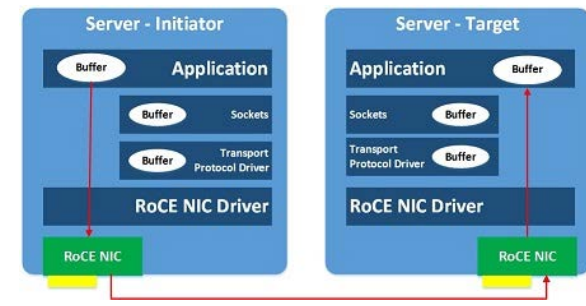 Server - Initiator
Buffer
Application
Buffer
Sockets
Buffer
Transport
Protocol Driver
RoCE NIC Driver
RoCE NIC
Server - Target
Application
Buffer
Sockets
Buffer
Transport
Protocol Driver
Buffer
RoCE NIC Driver
RoCE NIC